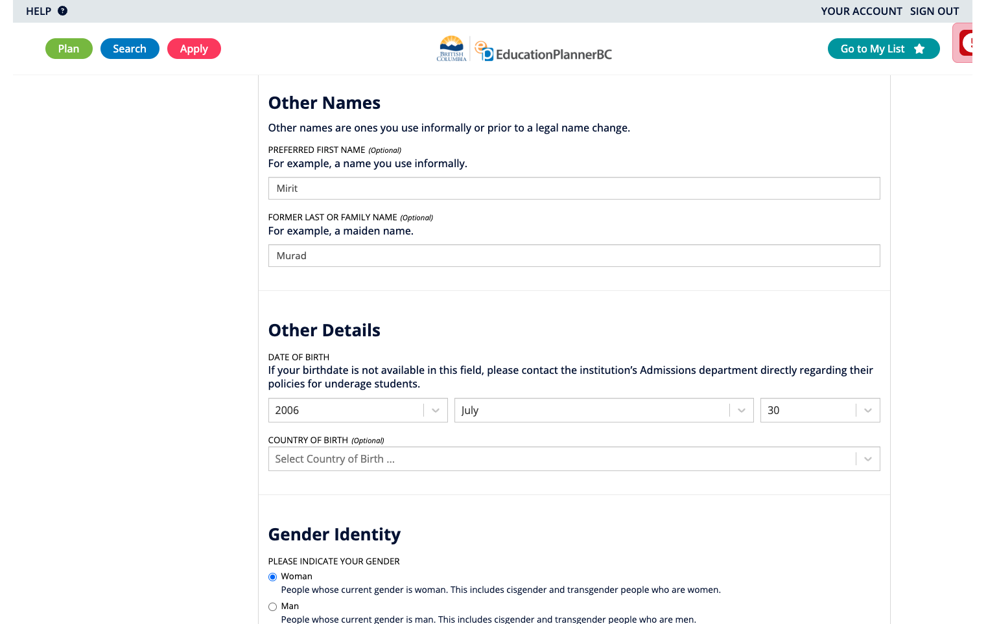 HELP ?
YOUR ACCOUNT SIGN OUT
Plan Search Apply
BRITISH COLUMBIA
EducationPlannerBC
Go to My List
Other Names
Other names are ones you use informally or prior to a legal name change.
PREFERRED FIRST NAME (Optional)
For example, a name you use informally.
Mirit
FORMER LAST OR FAMILY NAME (Optional)
For example, a maiden name.
Murad
Other Details
DATE OF BIRTH
If your birthdate is not available in this field, please contact the institution’s Admissions department directly regarding their
policies for underage students.
2006 July 30
COUNTRY OF BIRTH (Optional)
Select Country of Birth ...
Gender Identity
PLEASE INDICATE YOUR GENDER
Woman
People whose current gender is woman. This includes cisgender and transgender people who are women.
Man
People whose current gender is man. This includes cisgender and transgender people who are men.